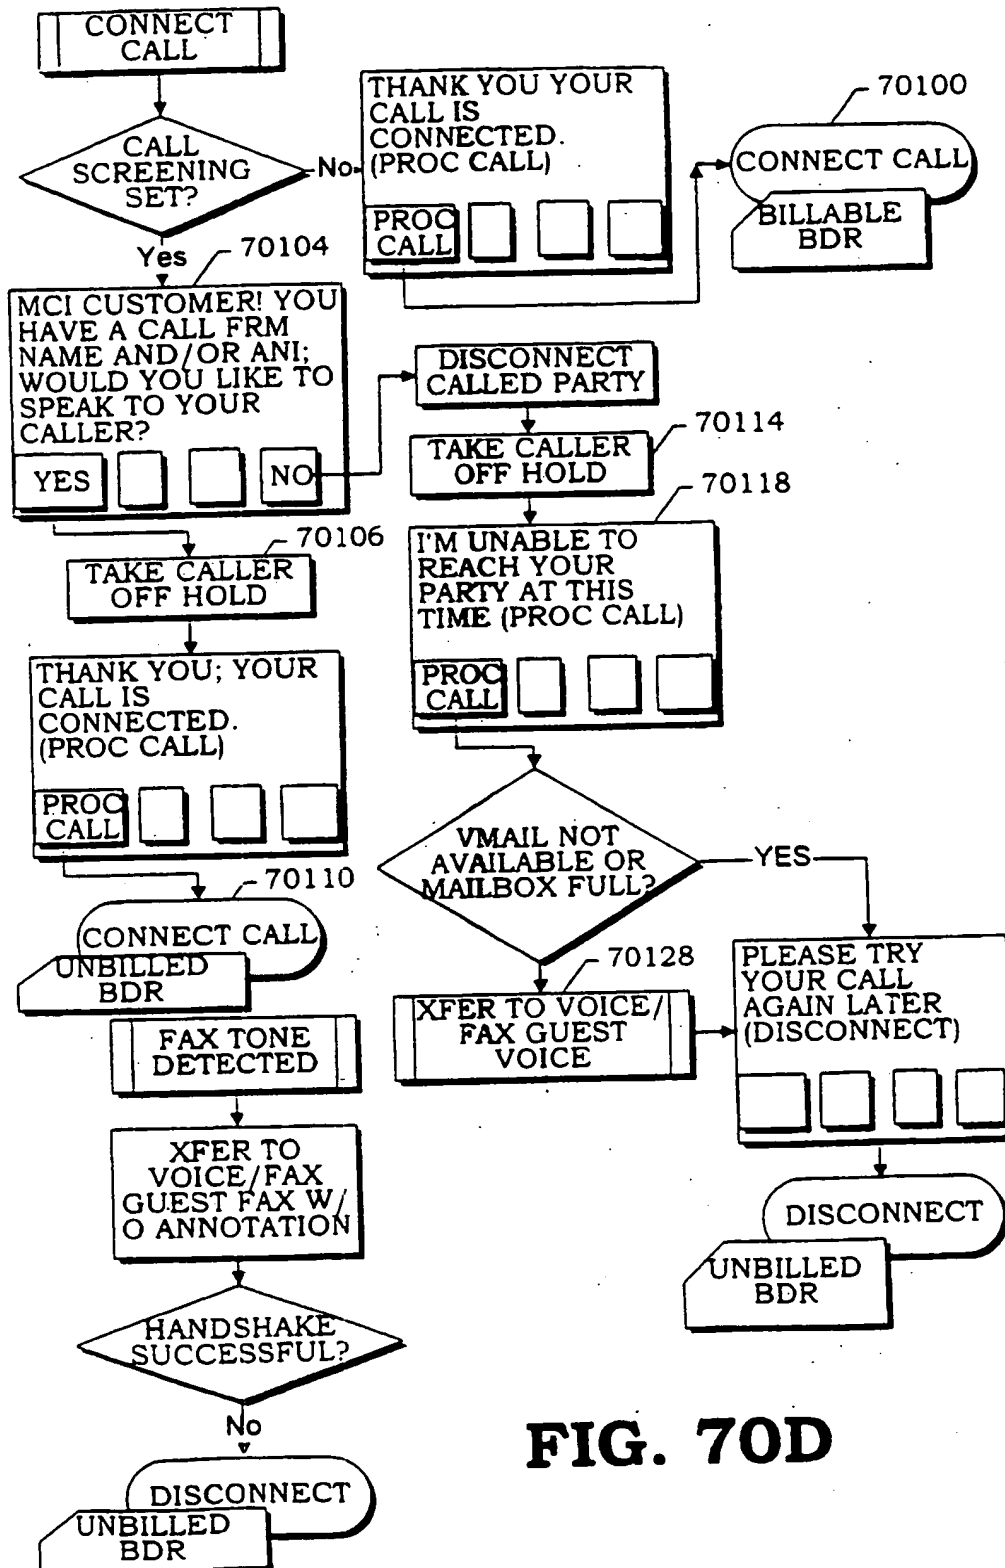 CONNECT
CALL
CALL
SCREENING
SET?
No
THANK YOU YOUR
CALL IS
CONNECTED.
(PROC CALL)
PROC
CALL
70100
CONNECT CALL
BILLABLE
BDR
Yes
70104
MCI CUSTOMER! YOU
HAVE A CALL FRM
NAME AND/OR ANI;
WOULD YOU LIKE TO
SPEAK TO YOUR
CALLER?
YES
NO
DISCONNECT
CALLED PARTY
70114
TAKE CALLER
OFF HOLD
70118
I'M UNABLE TO
REACH YOUR
PARTY AT THIS
TIME (PROC CALL)
PROC
CALL
70106
TAKE CALLER
OFF HOLD
THANK YOU; YOUR
CALL IS
CONNECTED.
(PROC CALL)
PROC
CALL
70110
CONNECT CALL
UNBILLED
BDR
VMAIL NOT
AVAILABLE OR
MAILBOX FULL?
YES
70128
XFER TO VOICE/
FAX GUEST
VOICE
PLEASE TRY
YOUR CALL
AGAIN LATER
(DISCONNECT)
DISCONNECT
UNBILLED
BDR
FAX TONE
DETECTED
XFER TO
VOICE/FAX
GUEST FAX W/
O ANNOTATION
HANDSHAKE
SUCCESSFUL?
No
DISCONNECT
UNBILLED
BDR
FIG. 70D